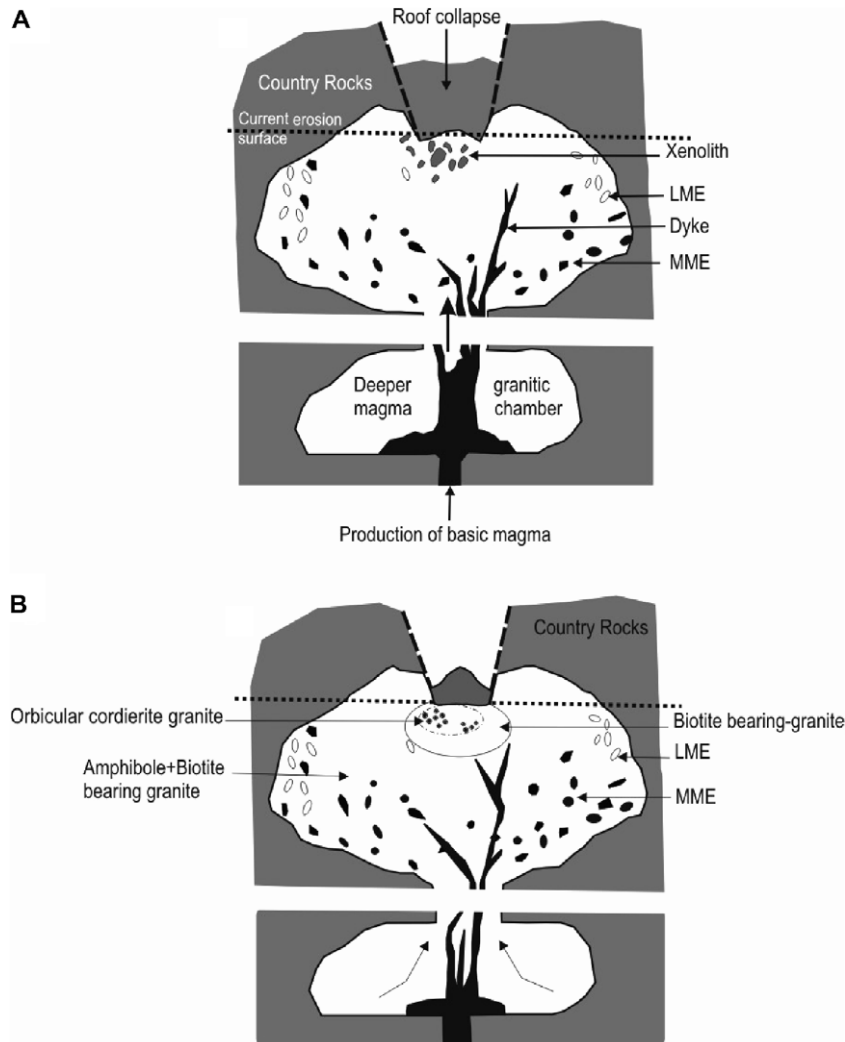 A
Roof collapse
Country Rocks
Current erosion
surface
Xenolith
LME
Dyke
MME
Deeper
magma
granitic
chamber
Production of basic magma
B
Country Rocks
Orbicular cordierite granite
Biotite bearing-granite
LME
Amphibole+Biotite
bearing granite
MME